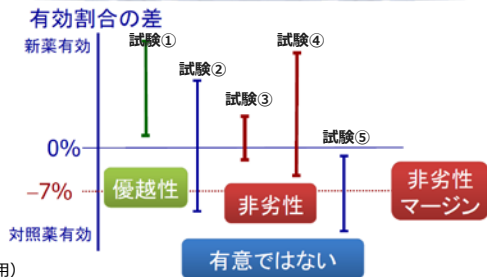 有効割合の差
新薬有効
試験①
試験②
試験③
試験④
試験⑤
0%
−7%
優越性
非劣性
非劣性
マージン
対照薬有効
有意ではない
用）